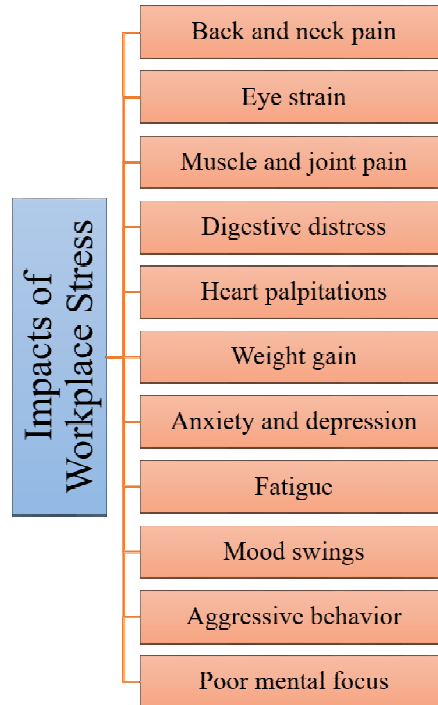 Impacts of
Workplace Stress
Back and neck pain
Eye strain
Muscle and joint pain
Digestive distress
Heart palpitations
Weight gain
Anxiety and depression
Fatigue
Mood swings
Aggressive behavior
Poor mental focus